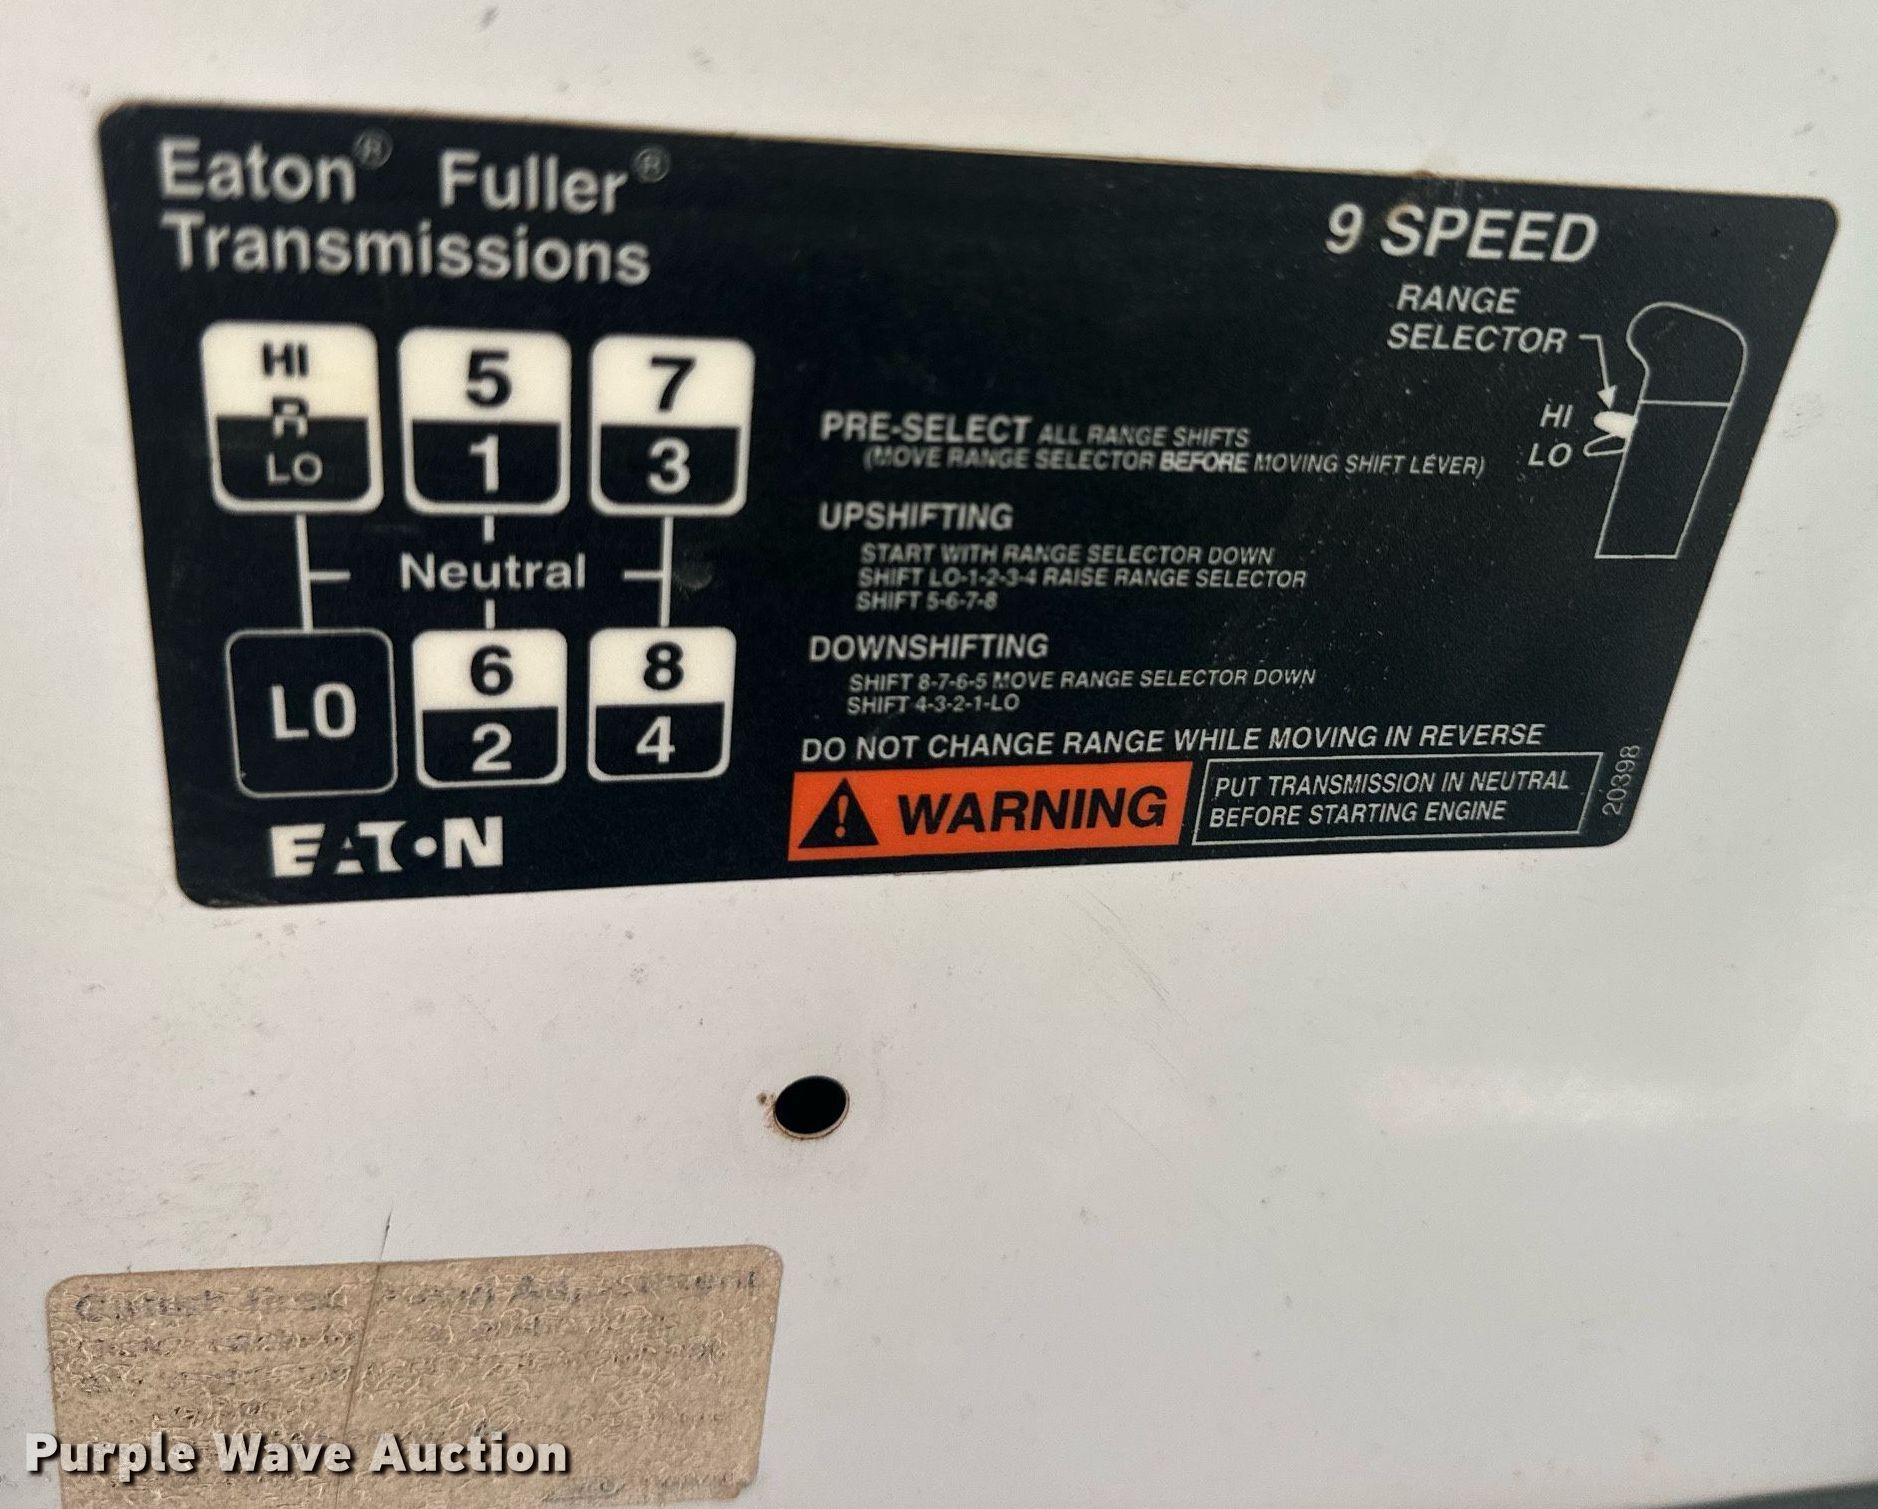 Eaton® Fuller®
Transmissions
9 SPEED
RANGE
SELECTOR
HI
LO
HI
R
LO
5
1
7
3
Neutral
LO
6
2
8
4
EATON
PRE-SELECT ALL RANGE SHIFTS
(MOVE RANGE SELECTOR BEFORE MOVING SHIFT LEVER)
UPSHIFTING
START WITH RANGE SELECTOR DOWN
SHIFT LO-1-2-3-4 RAISE RANGE SELECTOR
SHIFT 5-6-7-8
DOWNSHIFTING
SHIFT 8-7-6-5 MOVE RANGE SELECTOR DOWN
SHIFT 4-3-2-1-LO
DO NOT CHANGE RANGE WHILE MOVING IN REVERSE
WARNING
PUT TRANSMISSION IN NEUTRAL
BEFORE STARTING ENGINE
20398
Adjustment
Purple Wave Auction